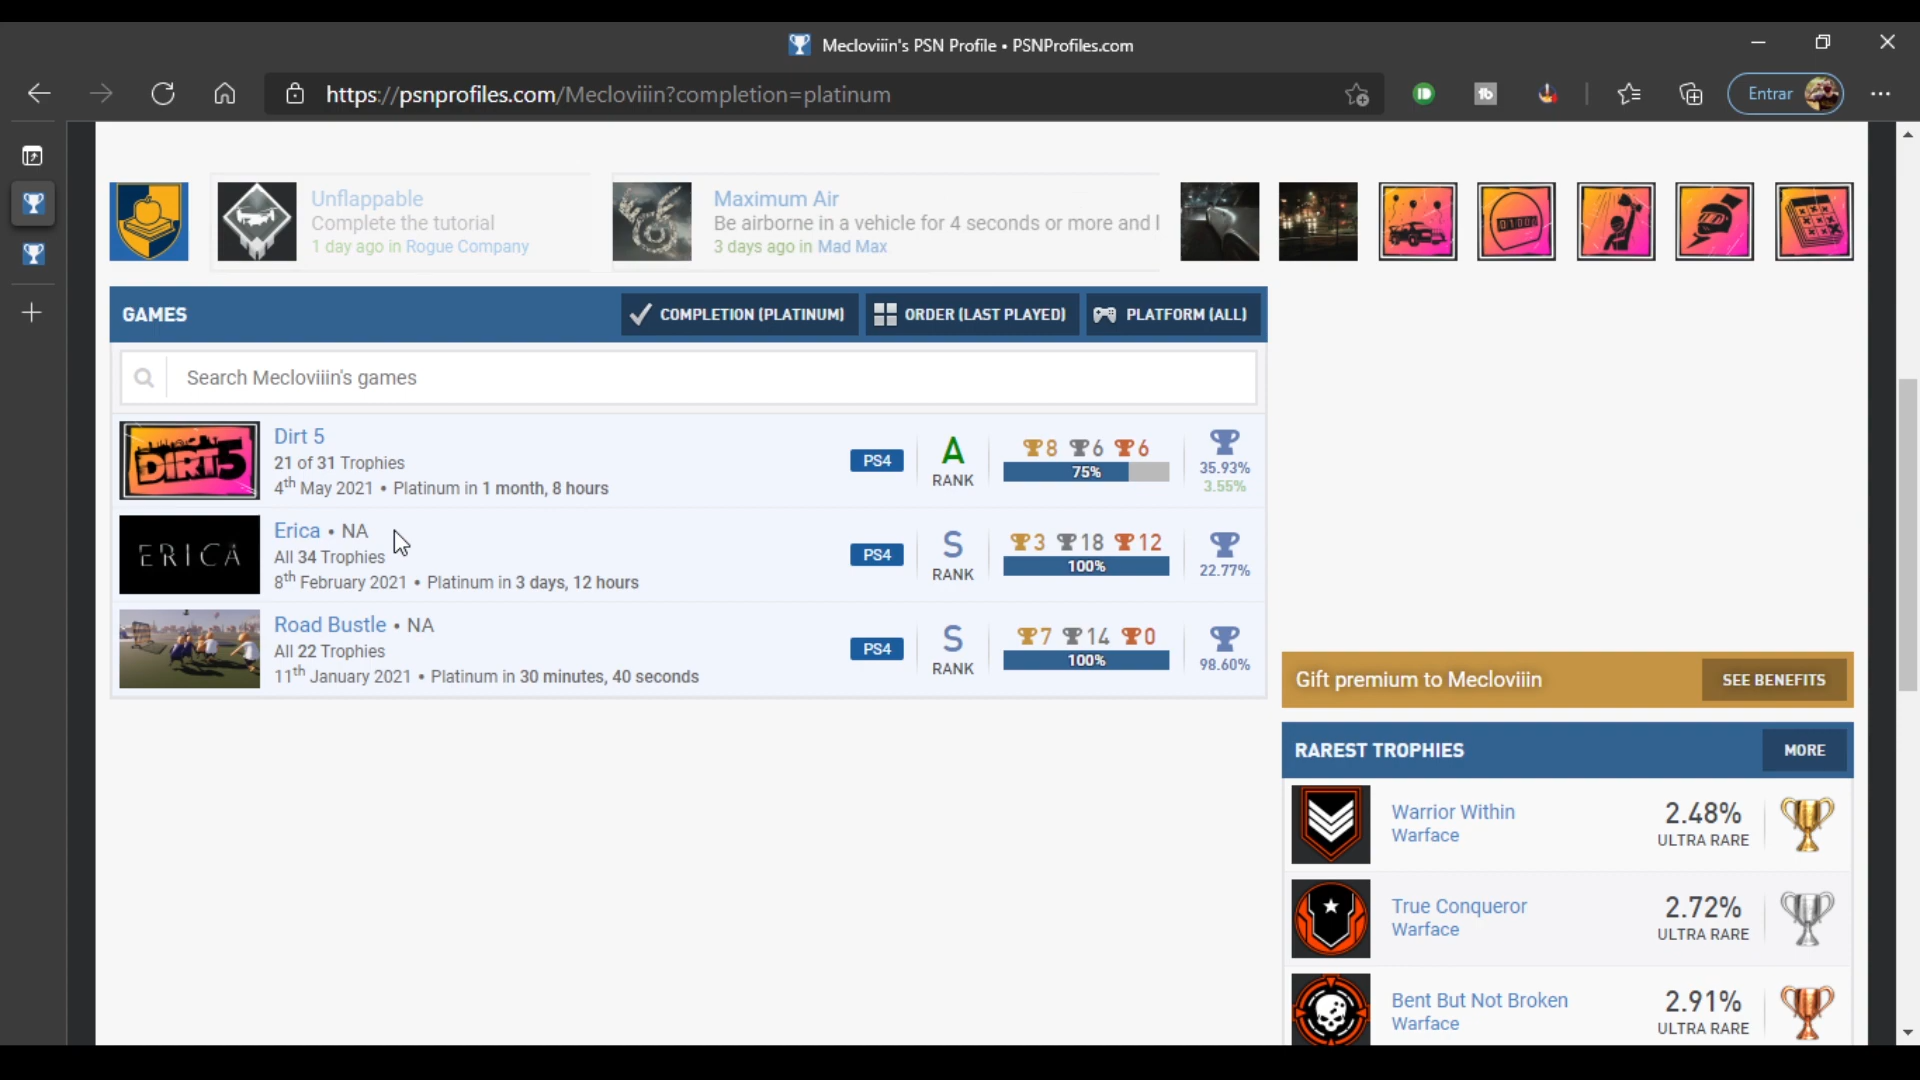 Mecloviiin's PSN Profile • PSNProfiles.com
https://psnprofiles.com/Mecloviiin?completion=platinum
Entrar
Unflappable
Complete the tutorial
1 day ago in Rogue Company
Maximum Air
Be airborne in a vehicle for 4 seconds or more and l
3 days ago in Mad Max
GAMES
COMPLETION (PLATINUM)
ORDER (LAST PLAYED)
PLATFORM (ALL)
Search Mecloviiin's games
DIRT5
Dirt 5
21 of 31 Trophies
4th May 2021 • Platinum in 1 month, 8 hours
PS4
A
RANK
8 6 6
75%
35.93%
3.55%
ERICA
Erica • NA
All 34 Trophies
8th February 2021 • Platinum in 3 days, 12 hours
PS4
S
RANK
3 18 12
100%
22.77%
Road Bustle • NA
All 22 Trophies
11th January 2021 • Platinum in 30 minutes, 40 seconds
PS4
S
RANK
7 14 0
100%
98.60%
Gift premium to Mecloviiin
SEE BENEFITS
RAREST TROPHIES
MORE
Warrior Within
Warface
2.48%
ULTRA RARE
True Conqueror
Warface
2.72%
ULTRA RARE
Bent But Not Broken
Warface
2.91%
ULTRA RARE